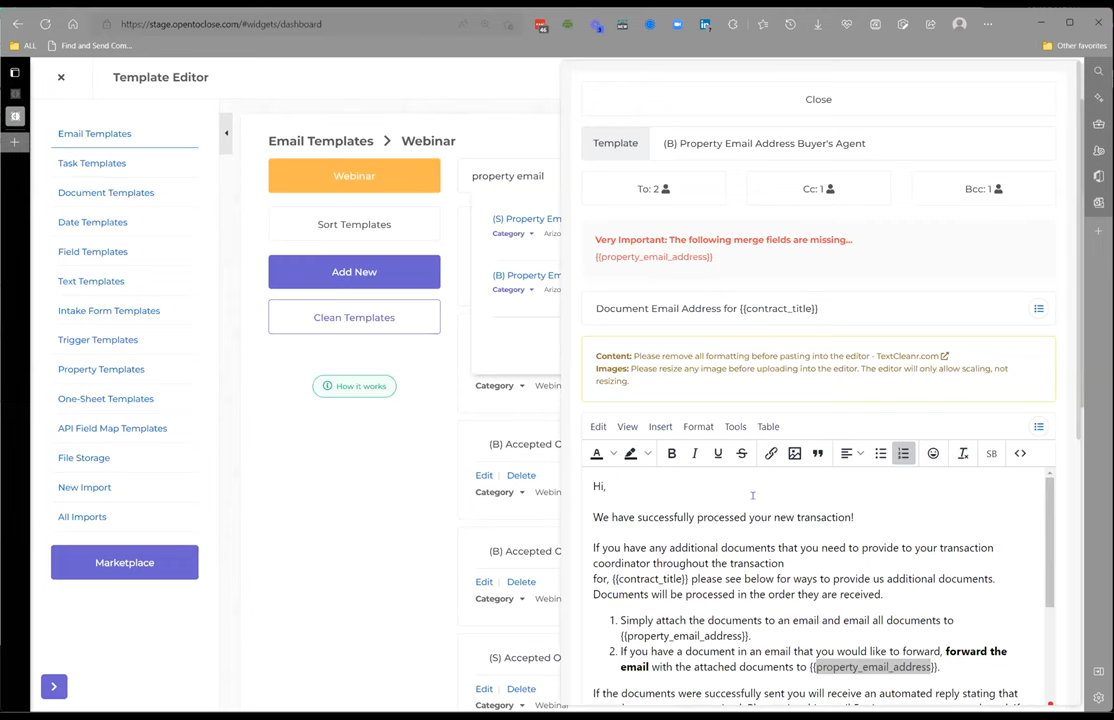 https://stage.opentoclose.com/#widgets/dashboard
ALL
Find and Send Com...
Other favorites
Template Editor
Close
Email Templates
Task Templates
Document Templates
Date Templates
Field Templates
Text Templates
Intake Form Templates
Trigger Templates
Property Templates
One-Sheet Templates
API Field Map Templates
File Storage
New Import
All Imports
Marketplace
Email Templates > Webinar
Webinar
Sort Templates
Add New
Clean Templates
How it works
property email
(S) Property Em
Category
Arizo
(B) Property Em
Category
Arizo
Category
Webin
(B) Accepted O
Edit Delete
Category
Webin
(B) Accepted O
Edit Delete
Category
Webin
(S) Accepted O
Edit Delete
Category
Webin
Template
(B) Property Email Address Buyer's Agent
To: 2
Cc: 1
Bcc: 1
Very Important: The following merge fields are missing...
{{property_email_address}}
Document Email Address for {{contract_title}}
Content: Please remove all formatting before pasting into the editor - TextCleanr.com
Images: Please resize any image before uploading into the editor. The editor will only allow scaling, not
resizing.
Edit View Insert Format Tools Table
A B I U S SB
Hi,
We have successfully processed your new transaction!
If you have any additional documents that you need to provide to your transaction
coordinator throughout the transaction
for, {{contract_title}} please see below for ways to provide us additional documents.
Documents will be processed in the order they are received.
1. Simply attach the documents to an email and email all documents to
{{property_email_address}}.
2. If you have a document in an email that you would like to forward, forward the
email with the attached documents to {{property_email_address}}.
If the documents were successfully sent you will receive an automated reply stating that